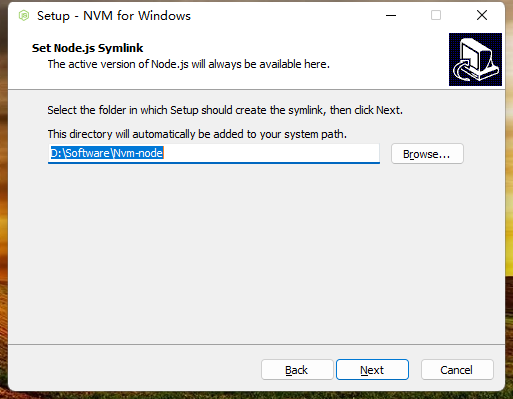 Setup - NVM for Windows
Set Node.js Symlink
The active version of Node.js will always be available here.
Select the folder in which Setup should create the symlink, then click Next.
This directory will automatically be added to your system path.
D:\Software\Nvm-node
Browse...
Back
Next
Cancel